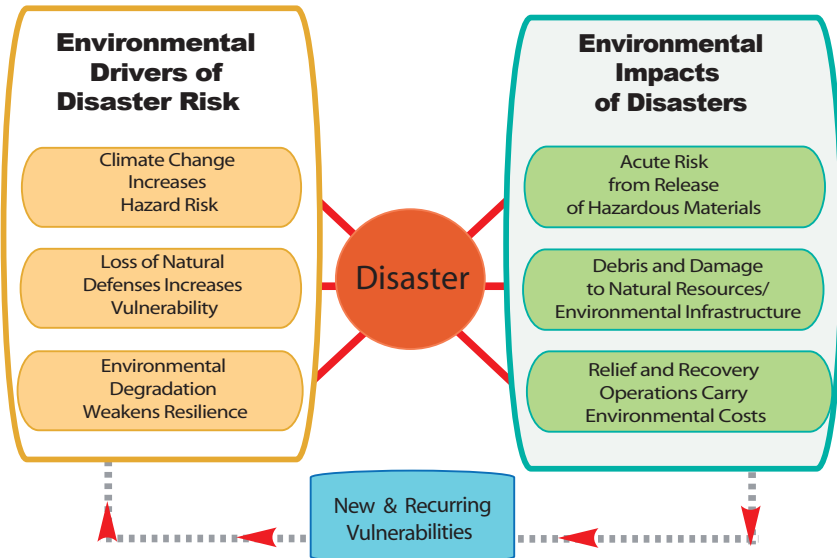 Environmental
Drivers of
Disaster Risk
Climate Change
Increases
Hazard Risk
Loss of Natural
Defenses Increases
Vulnerability
Environmental
Degradation
Weakens Resilience
Disaster
Environmental
Impacts
of Disasters
Acute Risk
from Release
of Hazardous Materials
Debris and Damage
to Natural Resources/
Environmental Infrastructure
Relief and Recovery
Operations Carry
Environmental Costs
New & Recurring
Vulnerabilities